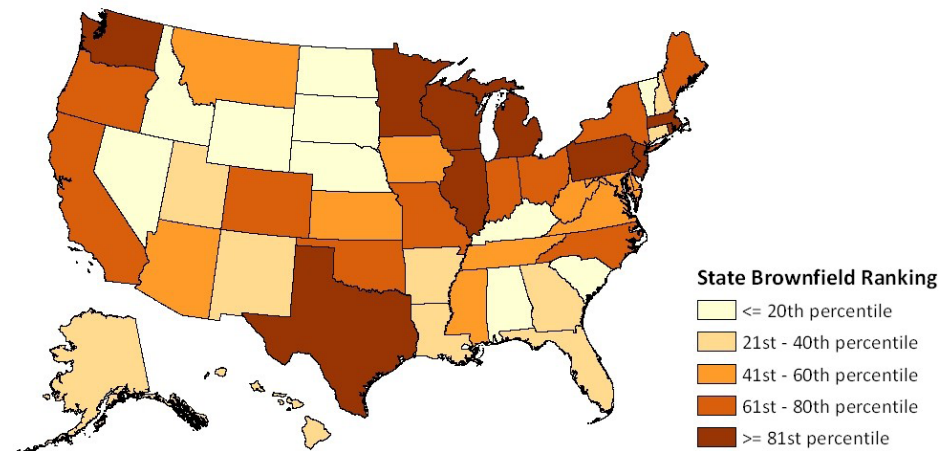 State Brownfield Ranking
<= 20th percentile
21st - 40th percentile
41st - 60th percentile
61st - 80th percentile
>= 81st percentile